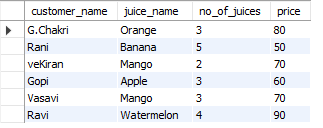 customer_name juice_name no_of_juices price
G.Chakri Orange 3 80
Rani Banana 5 50
veKiran Mango 2 70
Gopi Apple 3 60
Vasavi Mango 3 70
Ravi Watermelon 4 90